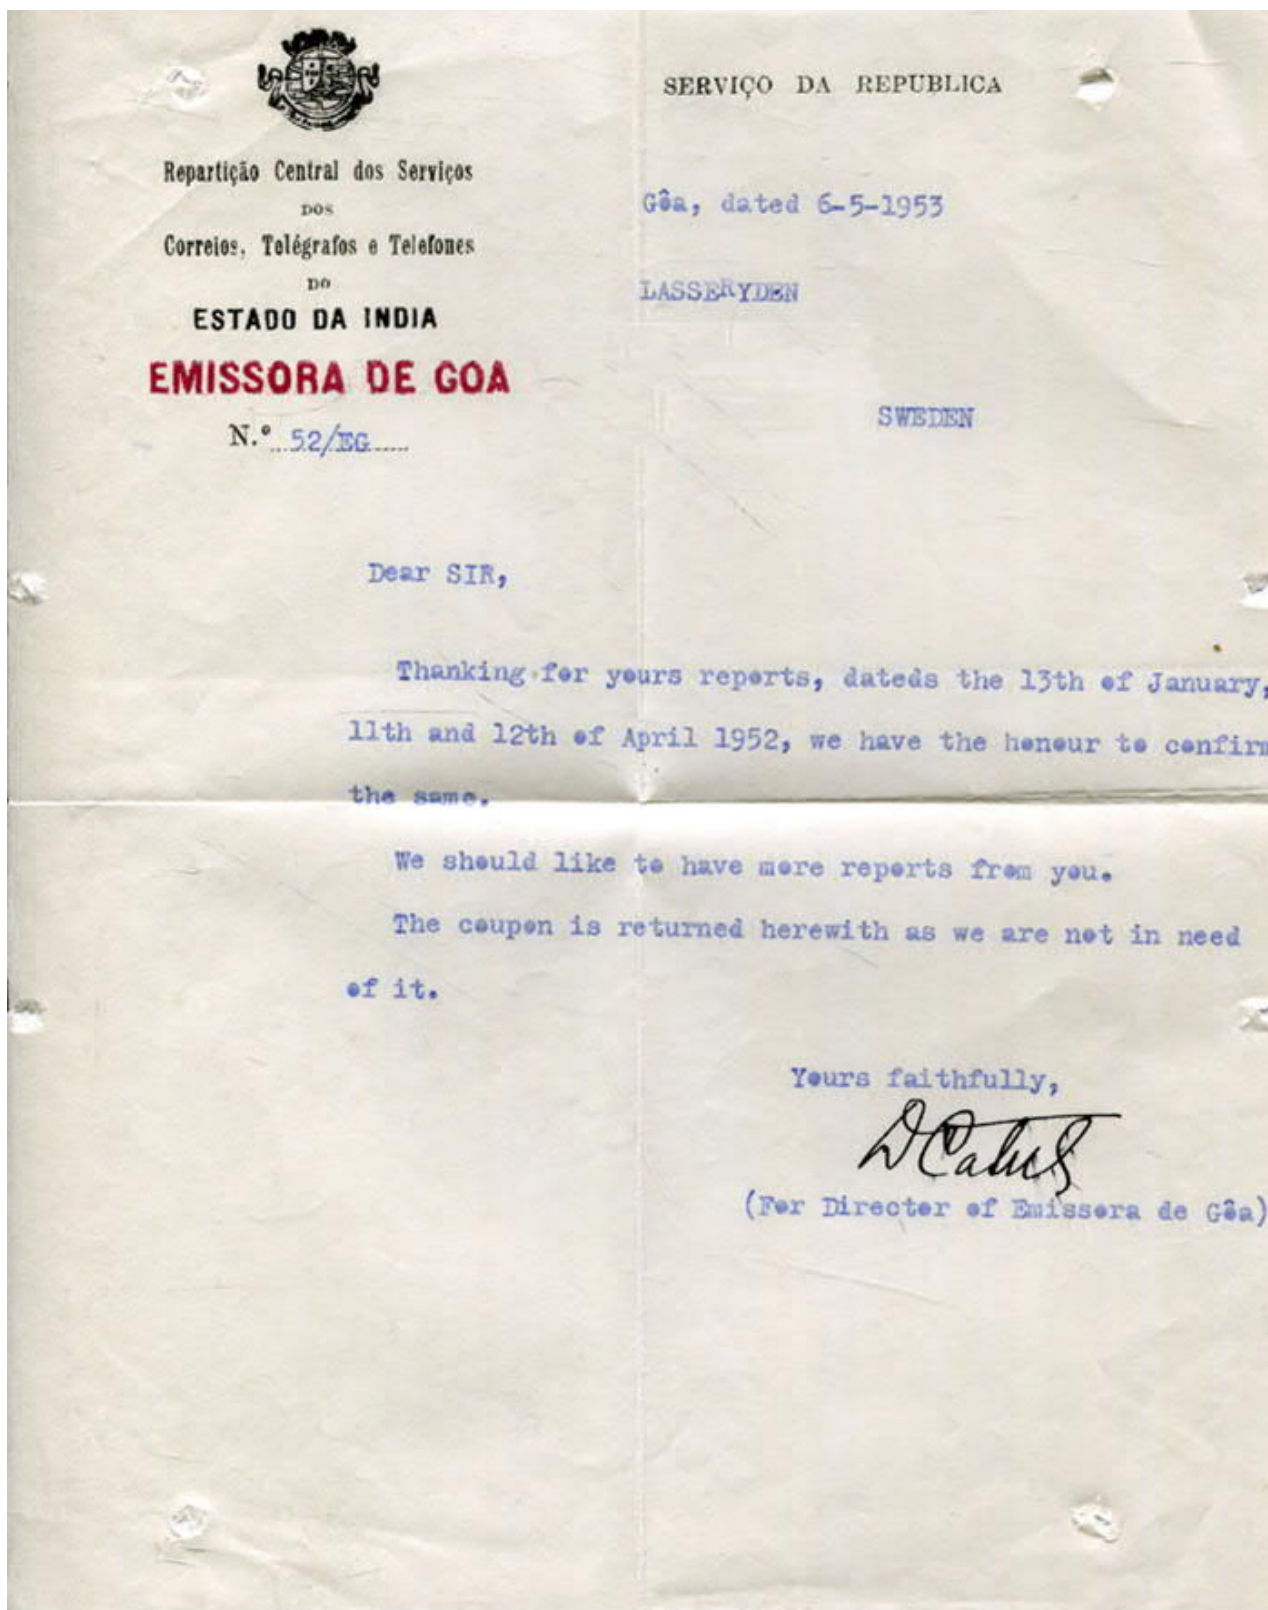 SERVIÇO DA REPUBLICA
Repartição Central dos Serviços
DOS
Correios, Telégrafos e Telefones
DO
ESTADO DA INDIA
EMISSORA DE GOA
N.º 52/EG
Gôa, dated 6-5-1953
LASSERYDEN
SWEDEN
Dear SIR,
Thanking for yours reports, dateds the 13th of January,
11th and 12th of April 1952, we have the honour to confirm
the same.
We should like to have more reports from you.
The coupon is returned herewith as we are not in need
of it.
Yours faithfully,
(For Director of Emissora de Gôa)